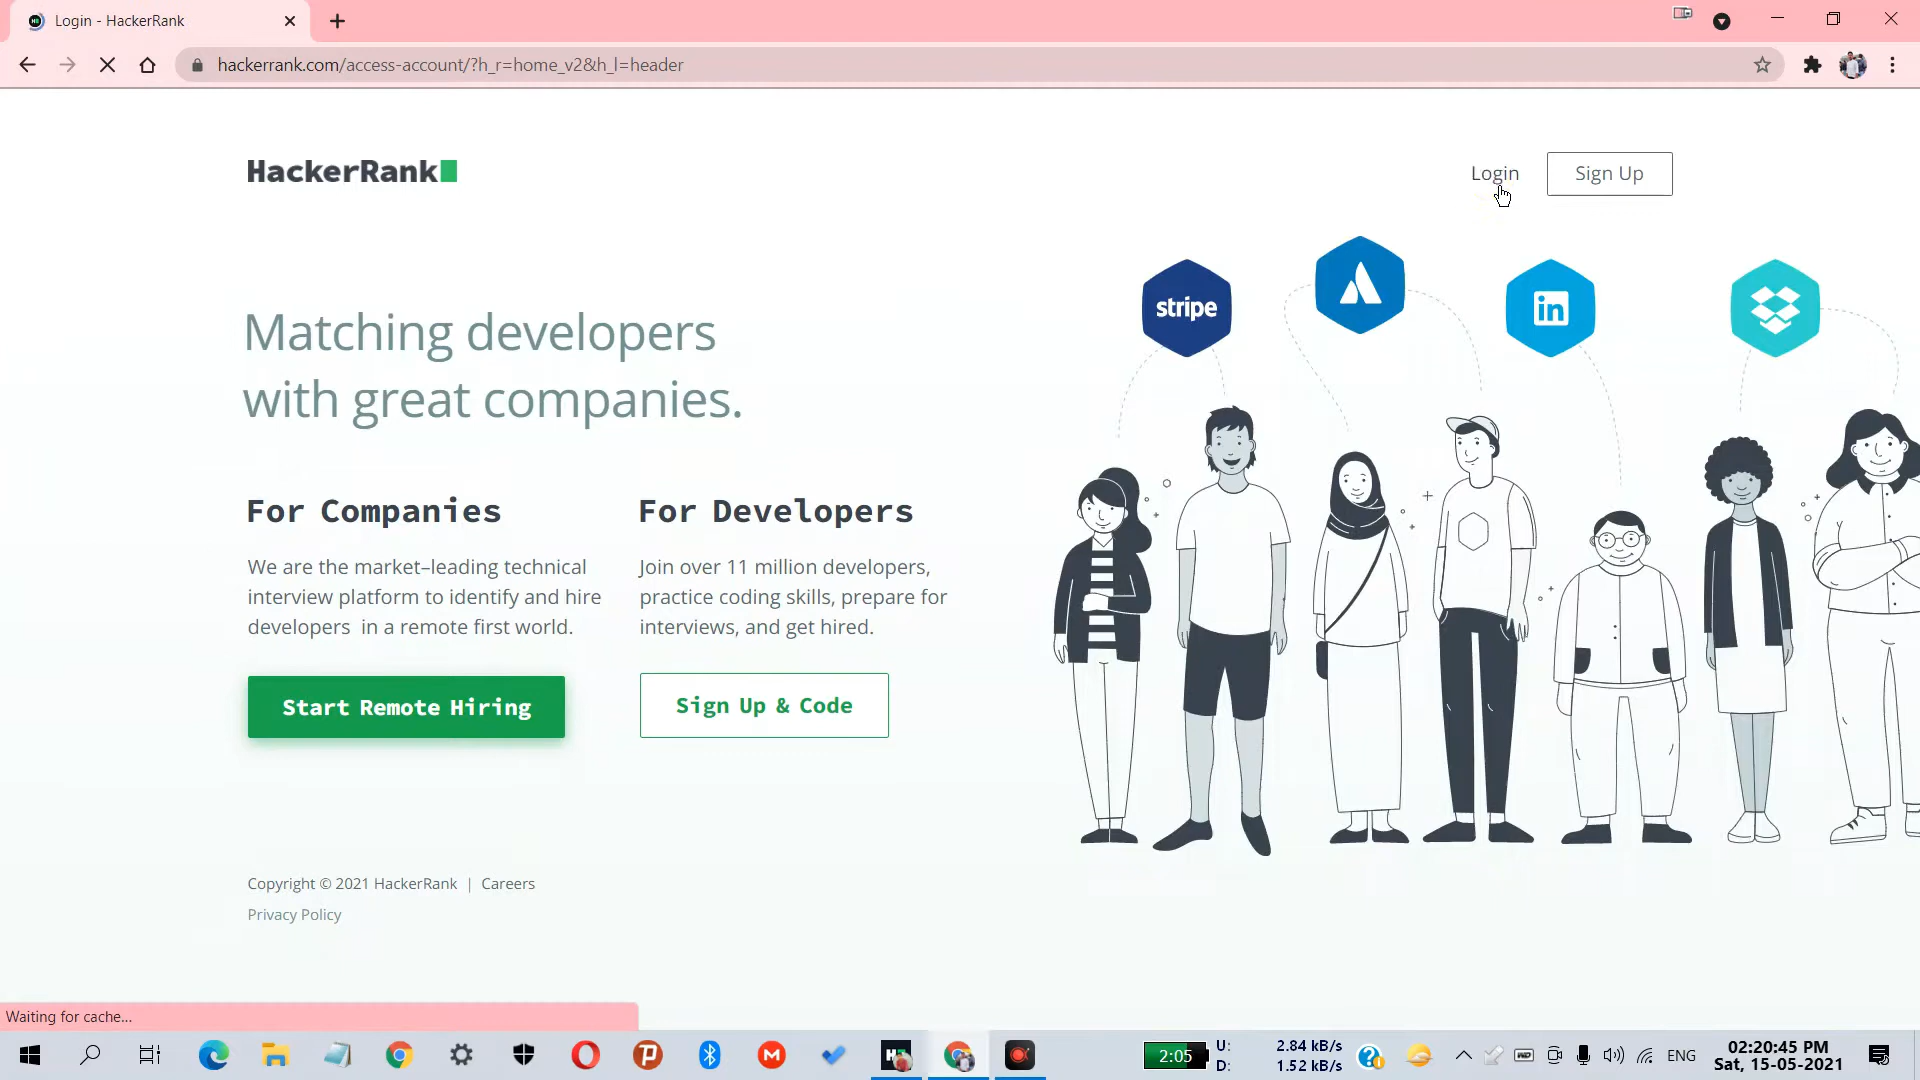 Login - HackerRank
hackerrank.com/access-account/?h_r=home_v2&h_l=header
HackerRank
Login
Sign Up
stripe
in
Matching developers
with great companies.
For Companies
We are the market–leading technical
interview platform to identify and hire
developers  in a remote first world.
Start Remote Hiring
For Developers
Join over 11 million developers,
practice coding skills, prepare for
interviews, and get hired.
Sign Up & Code
Copyright © 2021 HackerRank | Careers
Privacy Policy
Waiting for cache...
2:05
U: 2.84 kB/s
D: 1.52 kB/s
ENG
02:20:45 PM
Sat, 15-05-2021